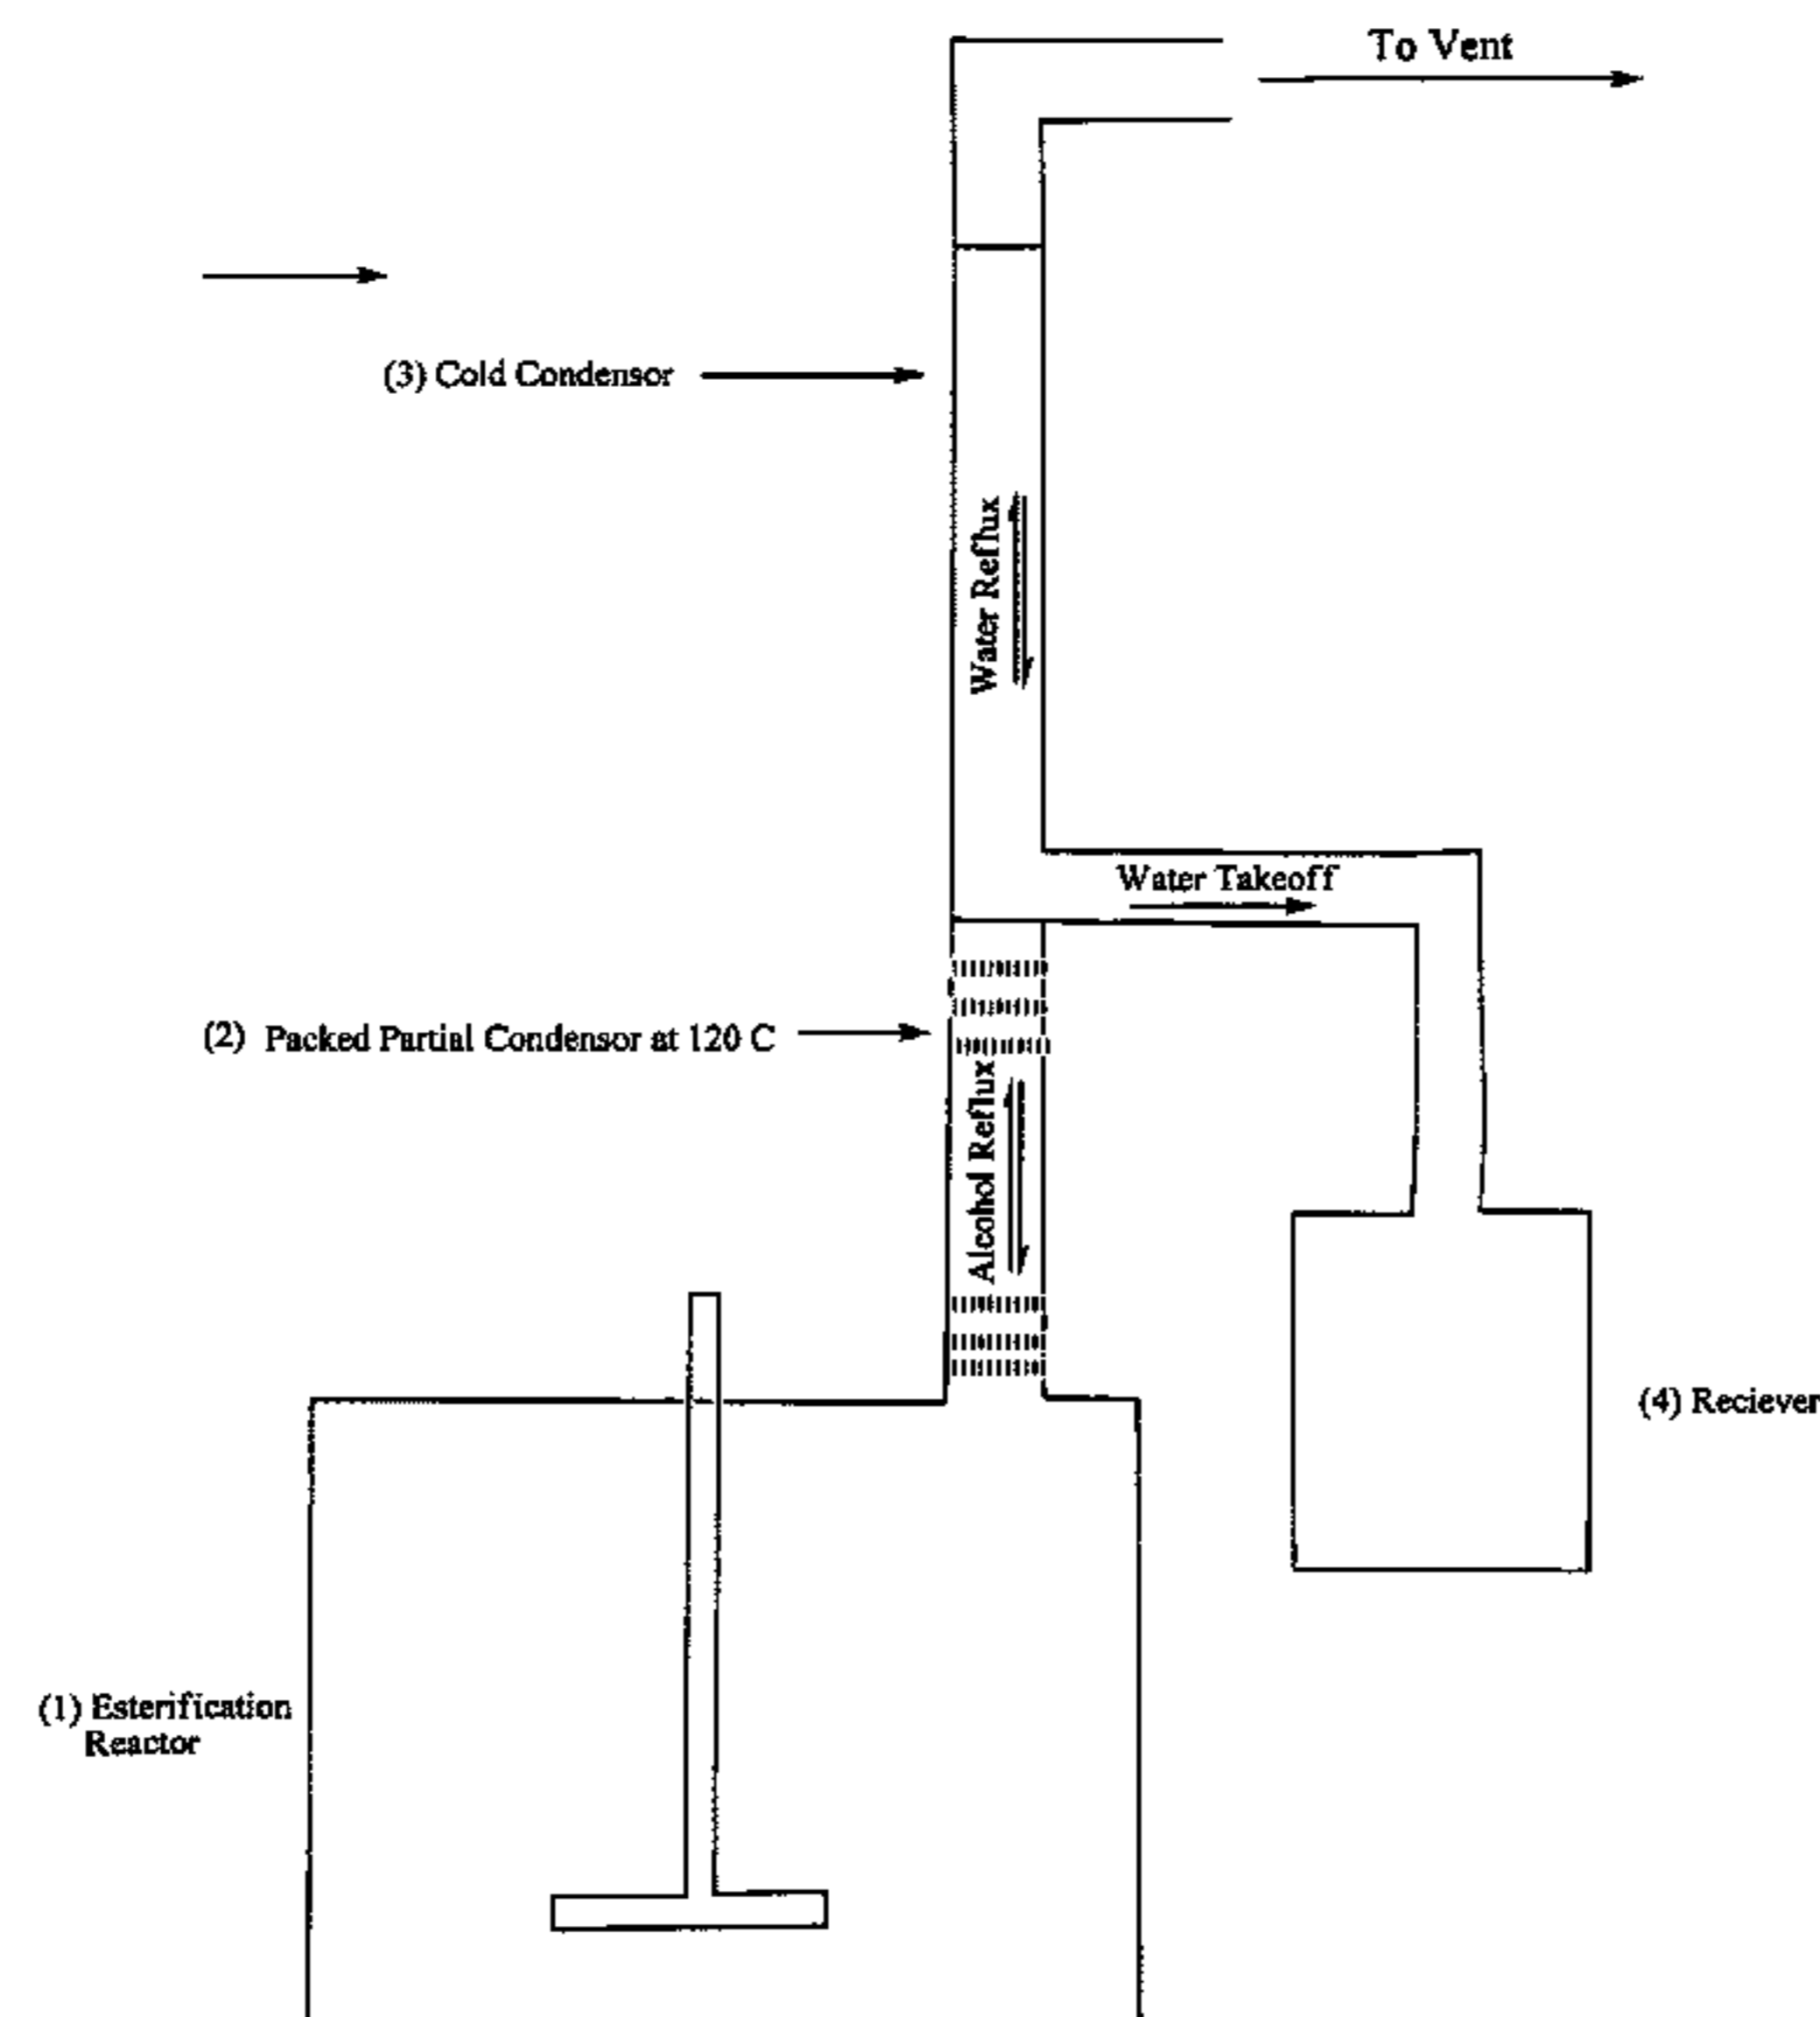 To Vent
(3) Cold Condensor
Water Reflux
Water Takeoff
(2) Packed Partial Condensor at 120 C
Alcohol Reflux
(4) Reciever
(1) Esterification
Reactor